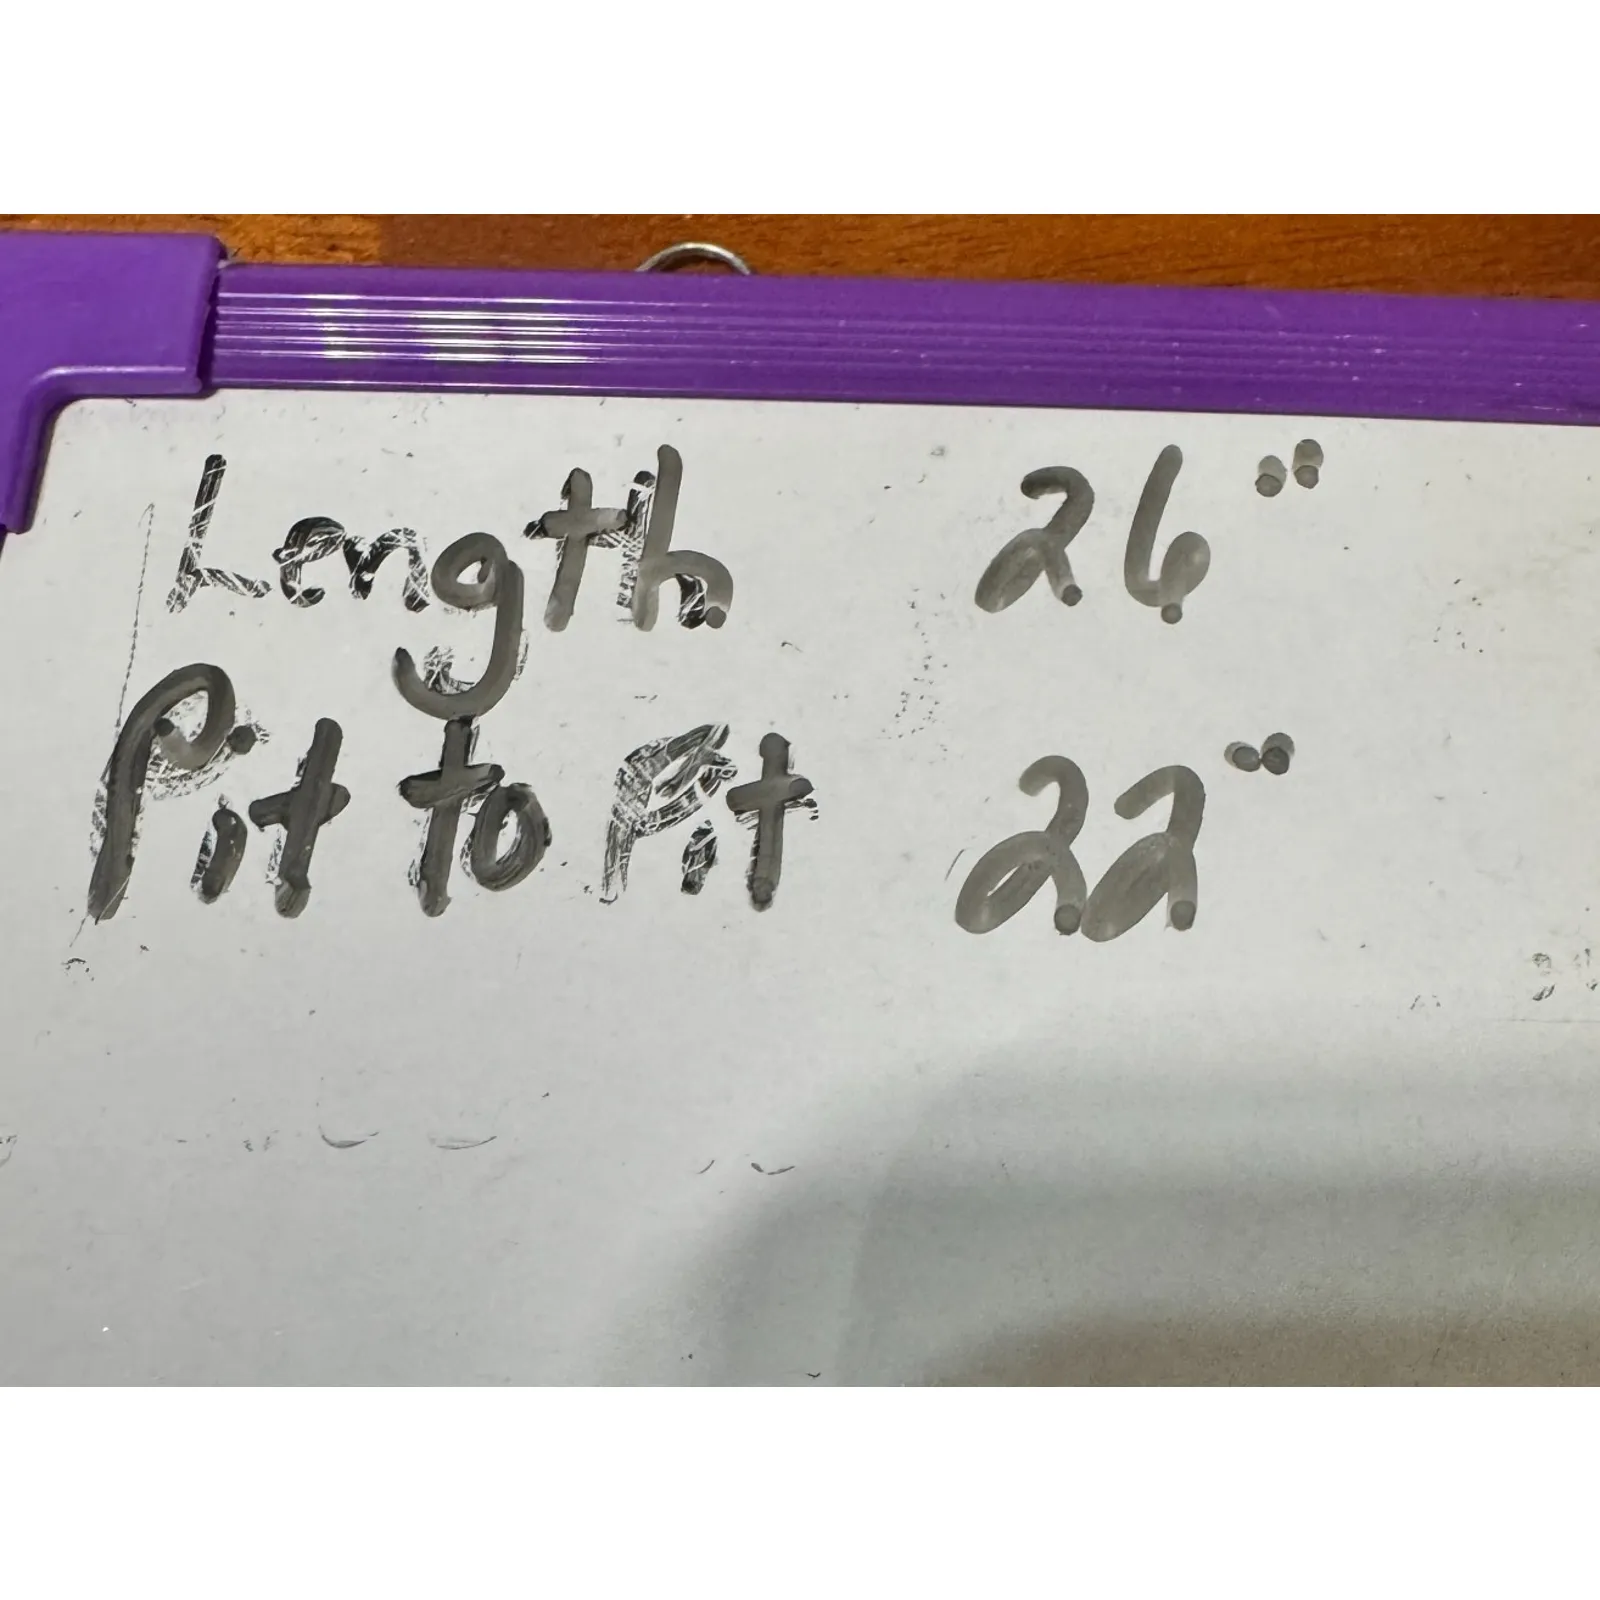 Length 26"
Pit to Pit 22"